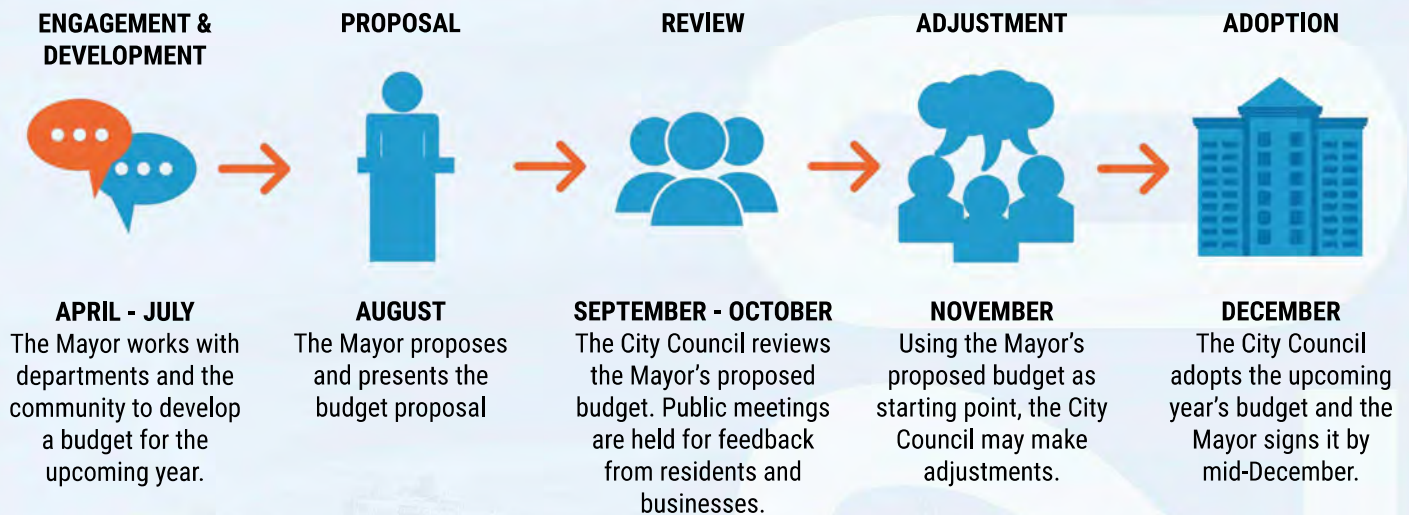 ENGAGEMENT &
DEVELOPMENT
PROPOSAL
REVIEW
ADJUSTMENT
ADOPTION
APRIL - JULY
The Mayor works with
departments and the
community to develop
a budget for the
upcoming year.
AUGUST
The Mayor proposes
and presents the
budget proposal
SEPTEMBER - OCTOBER
The City Council reviews
the Mayor's proposed
budget. Public meetings
are held for feedback
from residents and
businesses.
NOVEMBER
Using the Mayor's
proposed budget as
starting point, the City
Council may make
adjustments.
DECEMBER
The City Council
adopts the upcoming
year's budget and the
Mayor signs it by
mid-December.